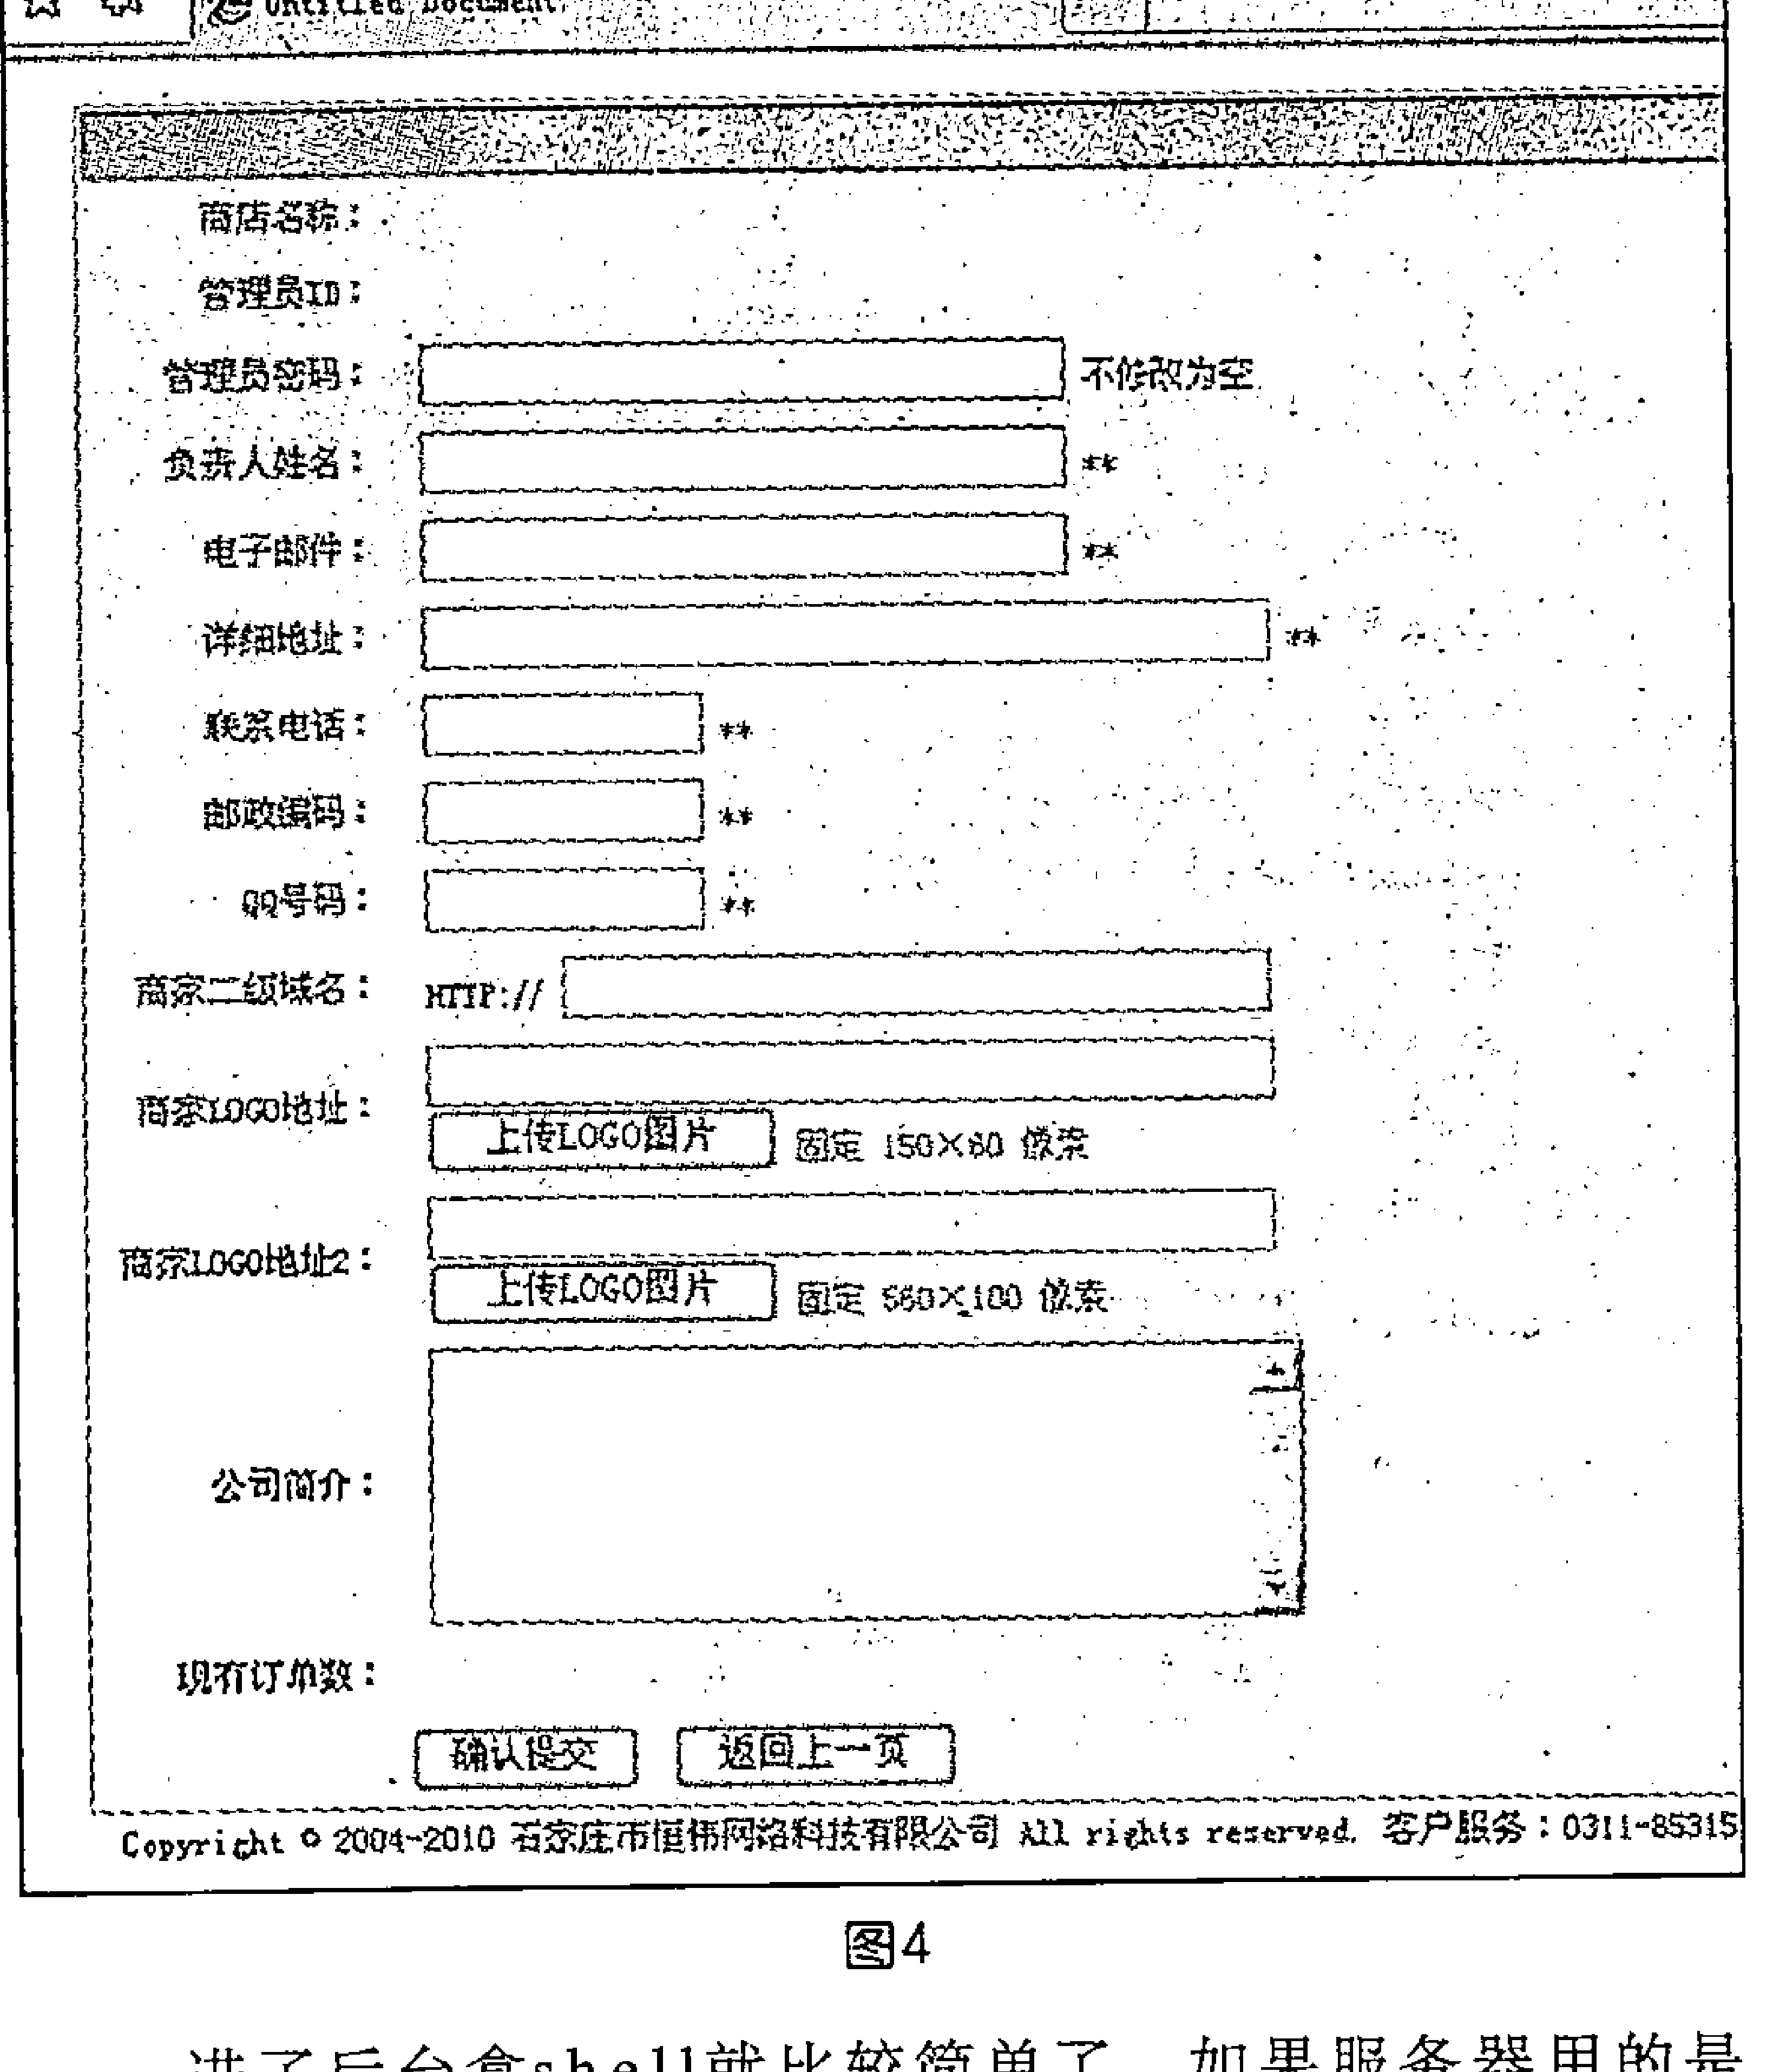 Untitled Document
商店名称：
管理员ID：
管理员密码： 不修改为空
负责人姓名： **
电子邮件： **
详细地址： **
联系电话： **
邮政编码： **
QQ号码： **
商家二级域名： HTTP://
商家LOGO地址：
上传LOGO图片 固定 150×60 像素
商家LOGO地址2：
上传LOGO图片 固定 560×100 像素
公司简介：
现有订单数：
确认提交 返回上一页
Copyright © 2004-2010 石家庄市恒伟网络科技有限公司 All rights reserved. 客户服务：0311-85315
图4
进了后台拿shell就比较简单了，如果服务器用的是